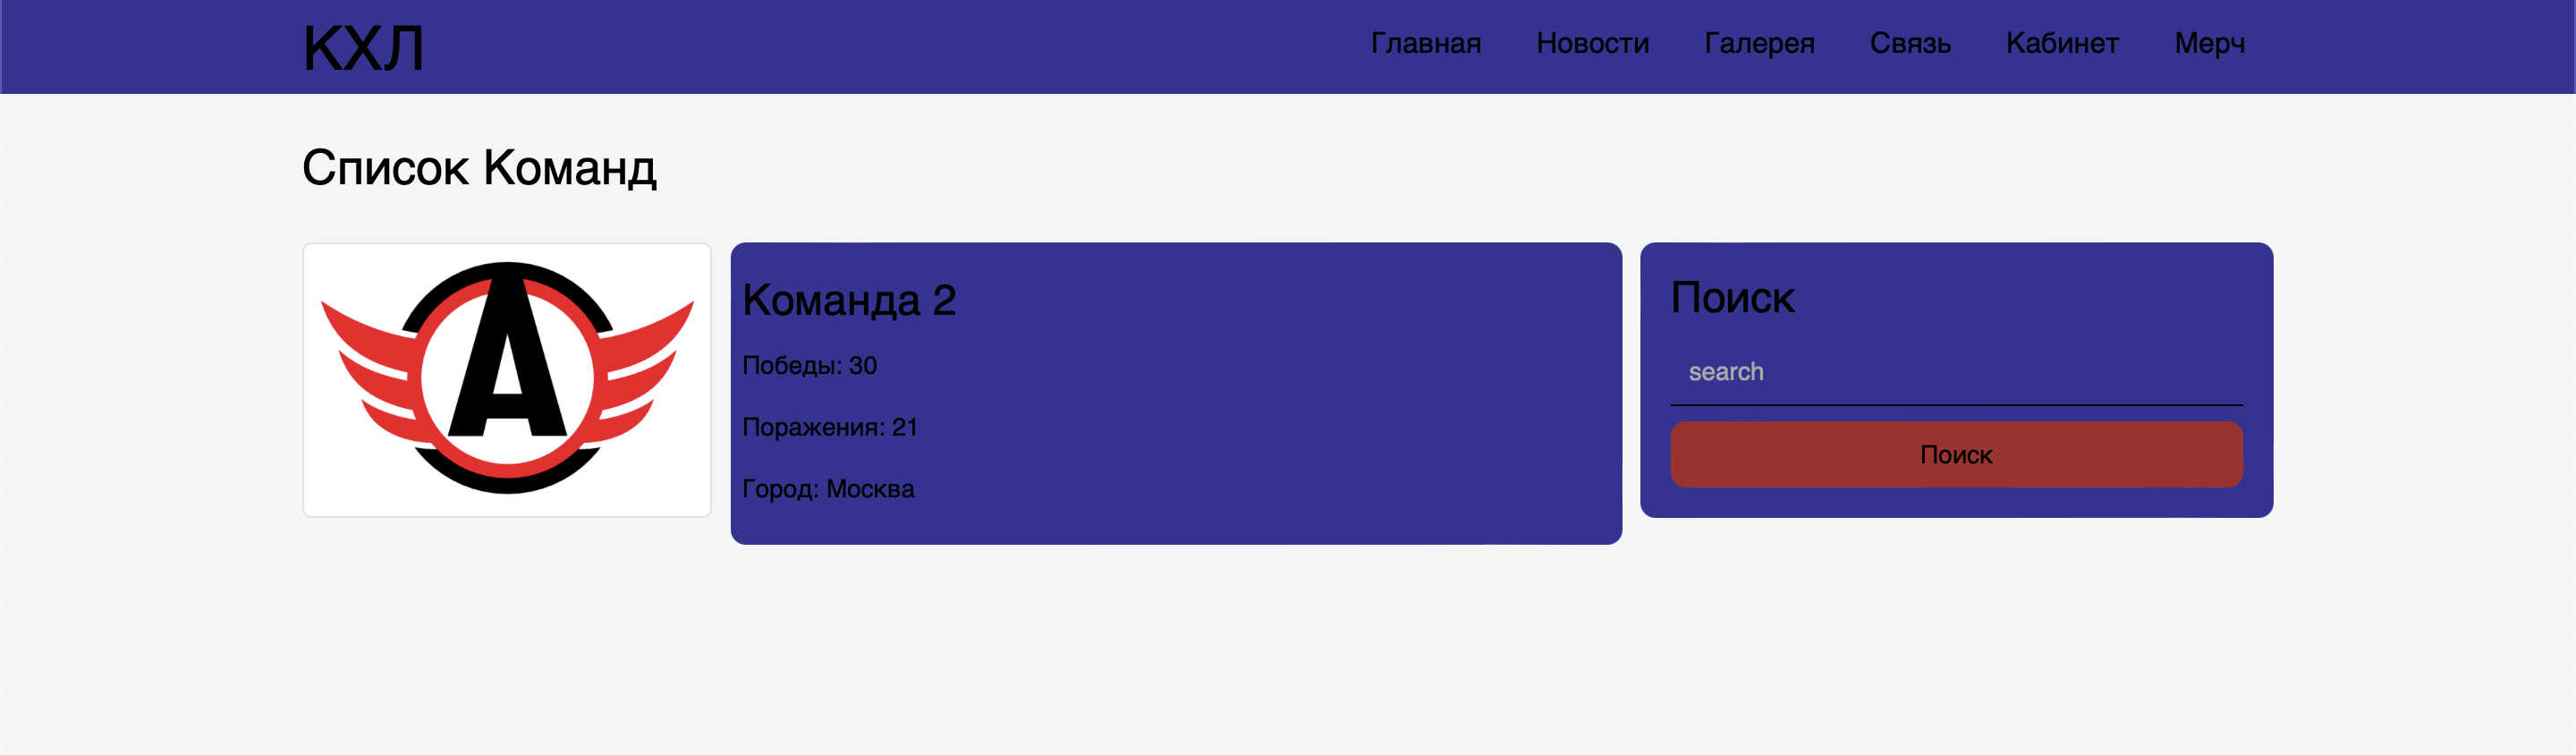 КХЛ
Главная Новости Галерея Связь Кабинет Мерч
Список Команд
А
Команда 2
Победы: 30
Поражения: 21
Город: Москва
Поиск
search
Поиск